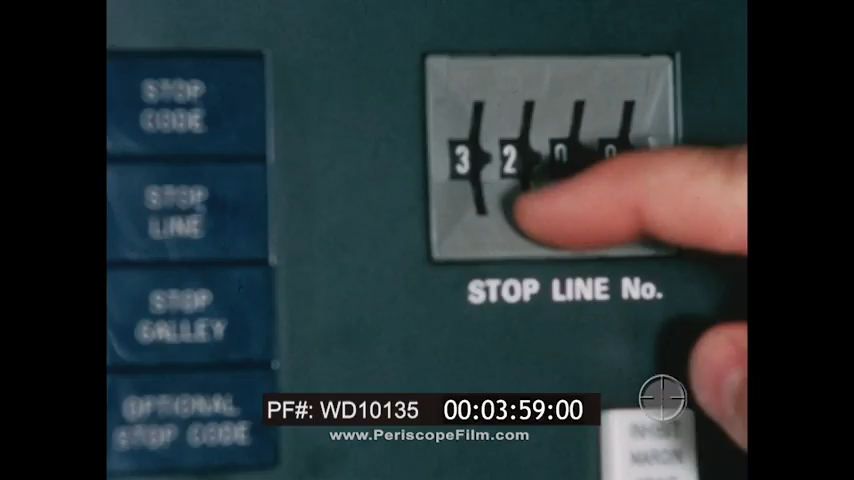 STOP
CODE
STOP
LINE
STOP
GALLEY
OPTIONAL
STOP CODE
3 2 0
STOP LINE No.
MARGIN
PF#: WD10135 00:03:59:00
www.PeriscopeFilm.com